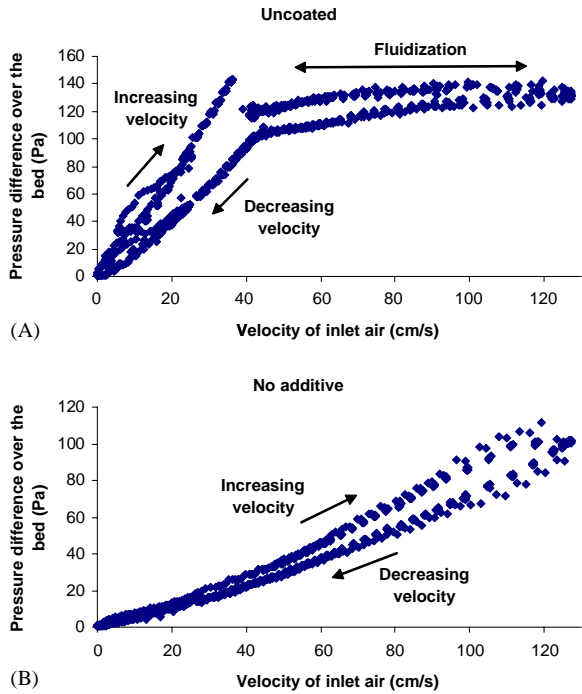 Uncoated
Pressure difference over the
bed (Pa)
160
140
120
100
80
60
40
20
0
Fluidization
Increasing
velocity
Decreasing
velocity
0 20 40 60 80 100 120
(A)
Velocity of inlet air (cm/s)
No additive
Pressure difference over the
bed (Pa)
120
100
80
60
40
20
0
Increasing
velocity
Decreasing
velocity
0 20 40 60 80 100 120
(B)
Velocity of inlet air (cm/s)